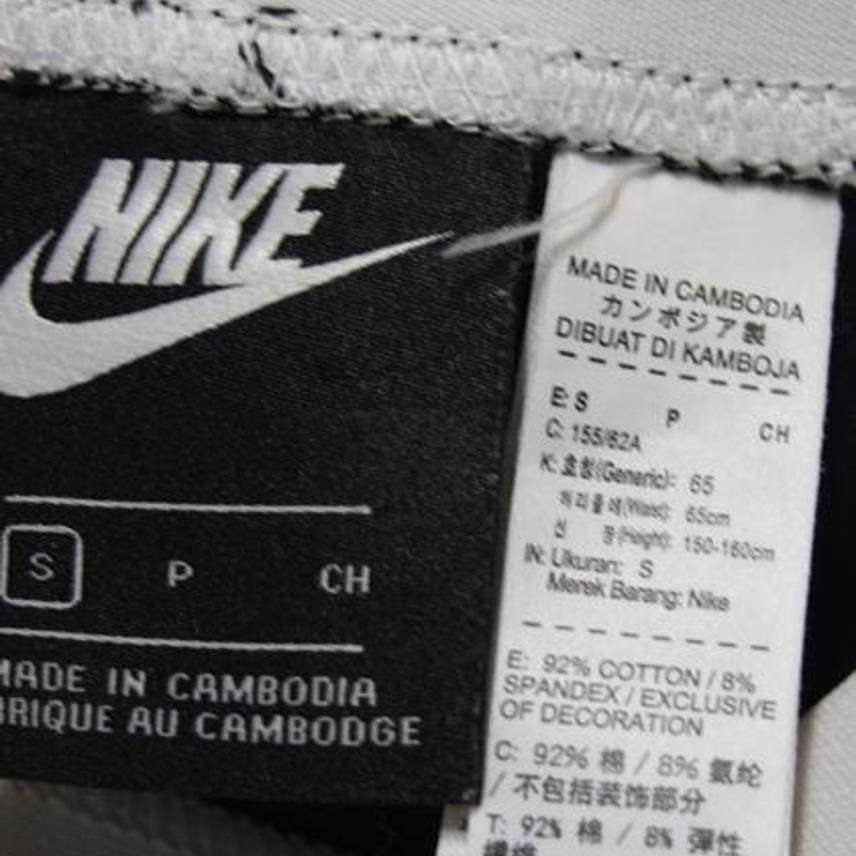 NIKE
S P CH
MADE IN CAMBODIA
BRIQUE AU CAMBODGE
MADE IN CAMBODIA
カンボジア製
DIBUAT DI KAMBOJA
E: S P CH
C: 155/62A
K: 호칭(Generic): 65
허리둘레(Waist): 65cm
신 장(Height): 150-160cm
IN: Ukuran: S
Merek Barang: Nike
E: 92% COTTON / 8%
SPANDEX / EXCLUSIVE
OF DECORATION
C: 92% 棉 / 8% 氨纶
/ 不包括装饰部分
T: 92% 棉 / 8% 彈性